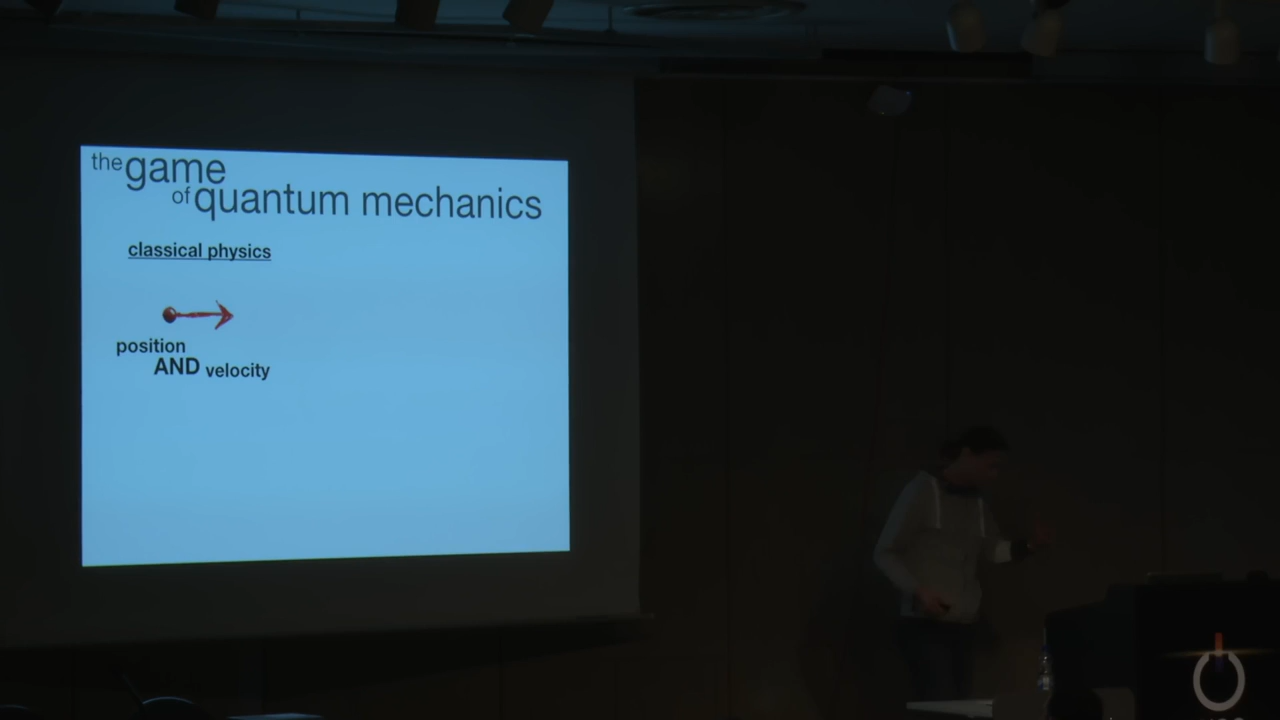 the game
of quantum mechanics
classical physics
position
AND velocity